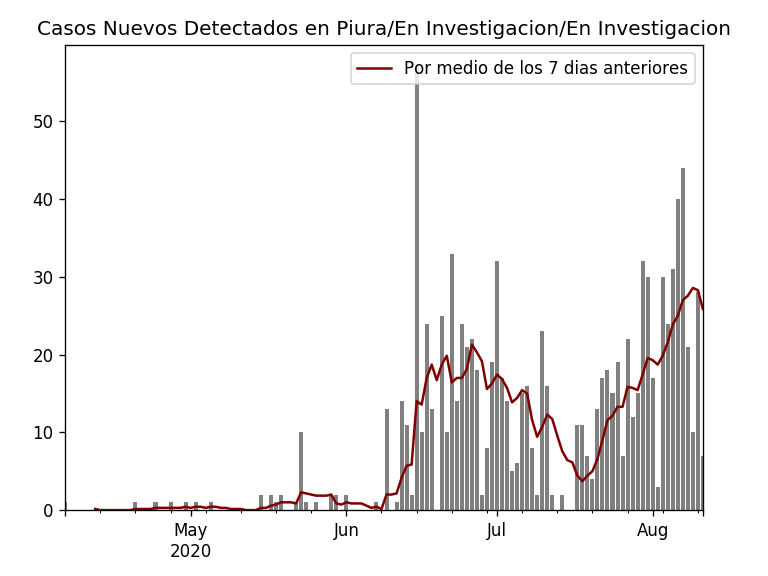 Casos Nuevos Detectados en Piura/En Investigacion/En Investigacion
Por medio de los 7 dias anteriores
50
40
30
20
10
0
May
2020
Jun
Jul
Aug